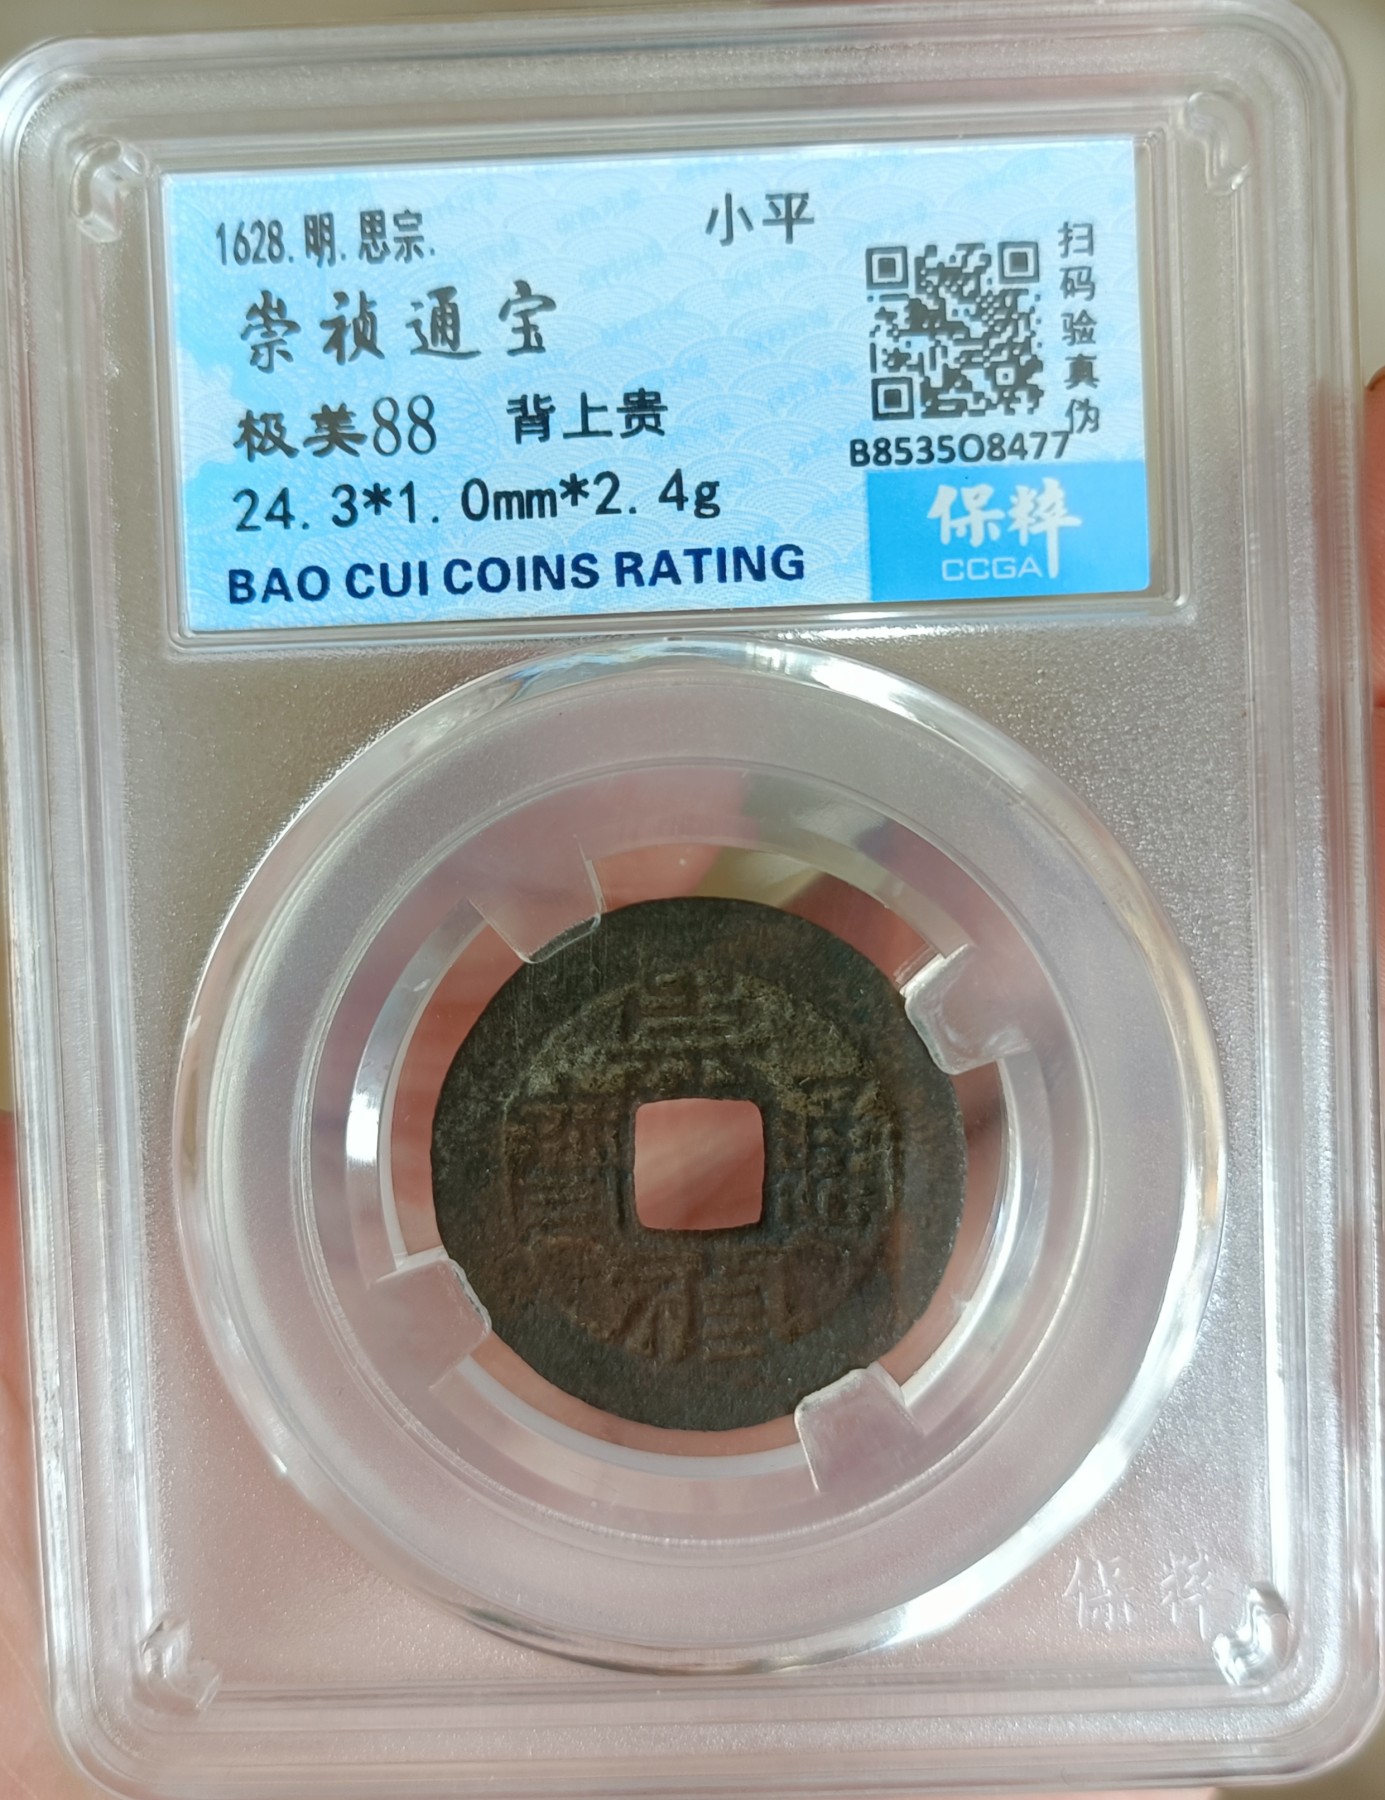 1628.明.思宗.
小平
崇祯通宝
极美88 背上贵
24.3*1.0mm*2.4g
BAO CUI COINS RATING
扫码验真伪
B853508477
保粹
CCGA
崇
通
寶
禎
保粹